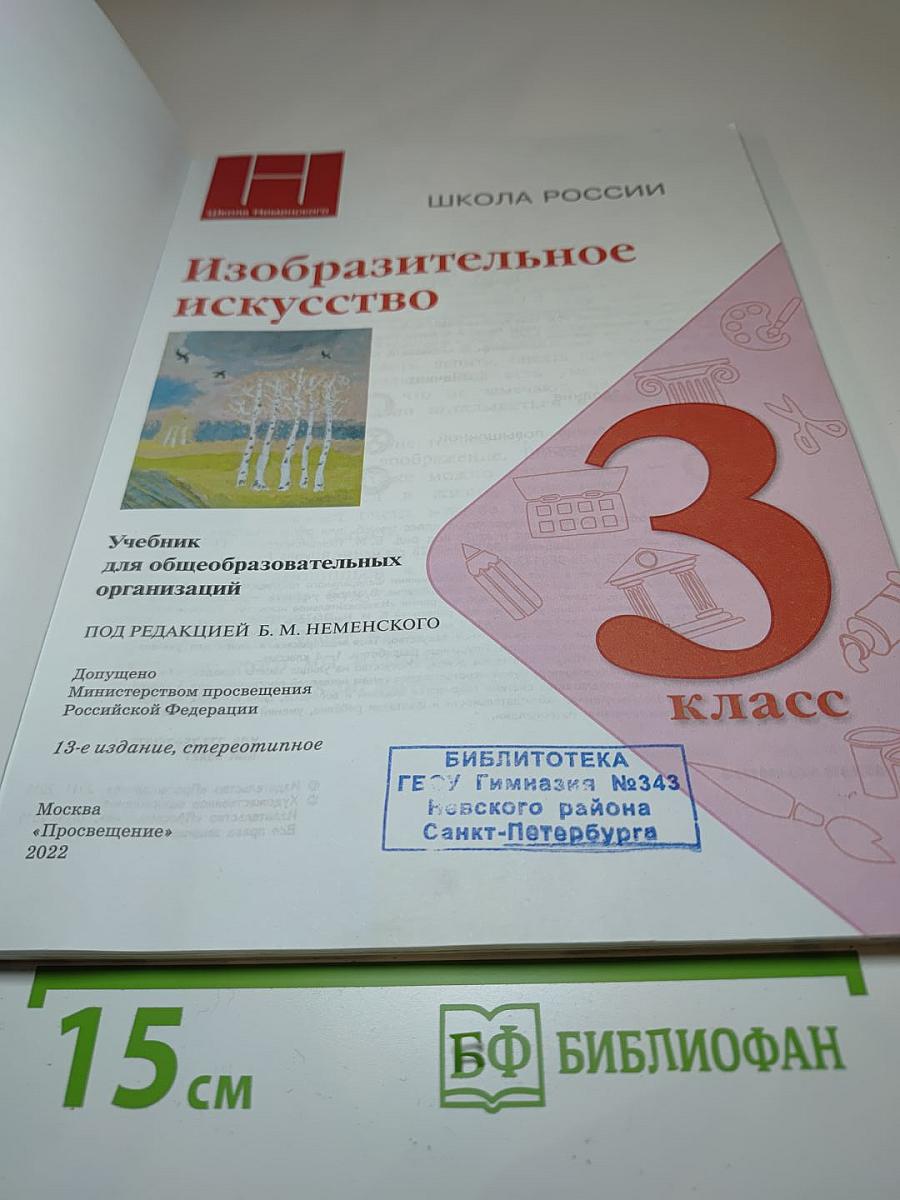 Школа Неменского
ШКОЛА РОССИИ
Изобразительное
искусство
3
класс
Учебник
для общеобразовательных
организаций
ПОД РЕДАКЦИЕЙ Б. М. НЕМЕНСКОГО
Допущено
Министерством просвещения
Российской Федерации
13-е издание, стереотипное
Москва
«Просвещение»
2022
БИБЛИТОТЕКА
Гимназия №343
Невского района
Санкт-Петербурга
15 см
БФ БИБЛИОФАН